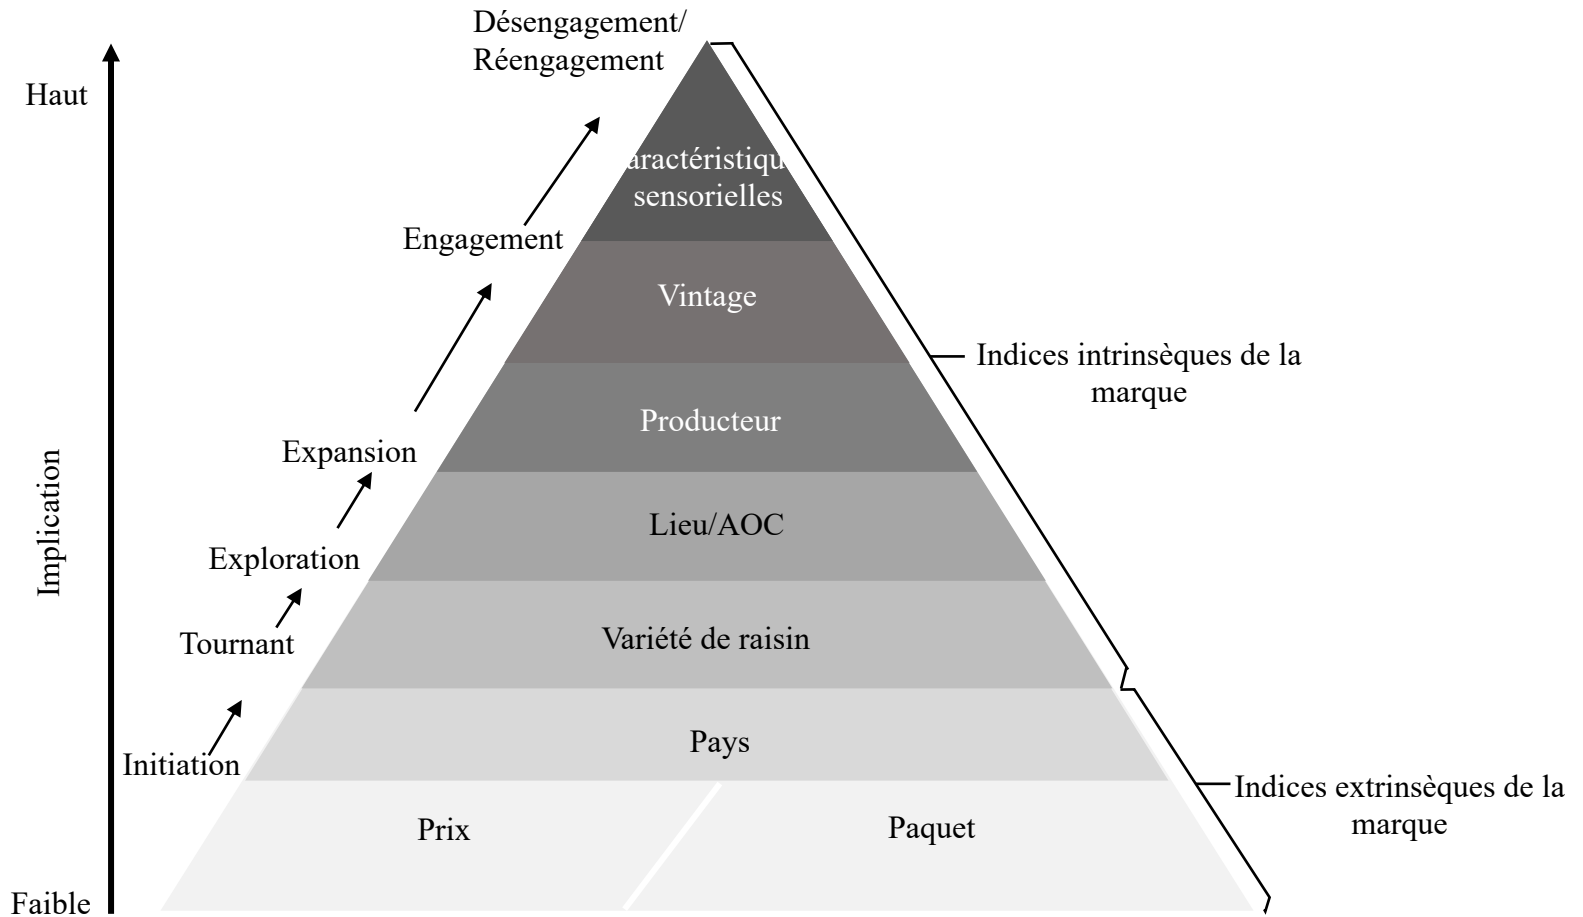 Désengagement/
Réengagement
Haut
aractéristiqu
sensorielles
Engagement
Vintage
Indices intrinsèques de la
marque
Producteur
Expansion
Implication
Lieu/AOC
Exploration
Tournant
Variété de raisin
Pays
Initiation
Indices extrinsèques de la
marque
Prix
Paquet
Faible